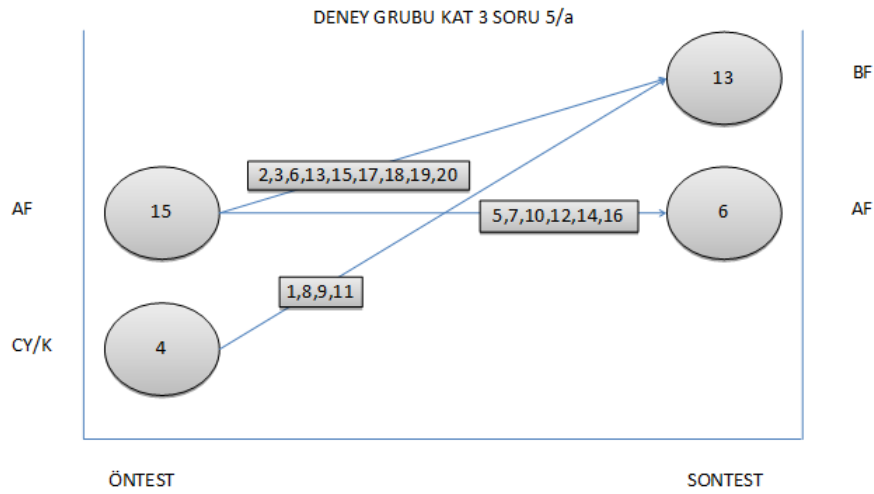 DENEY GRUBU KAT 3 SORU 5/a
13
BF
2,3,6,13,15,17,18,19,20
AF
15
5,7,10,12,14,16
6
AF
1,8,9,11
CY/K
4
ÖNTEST
SONTEST